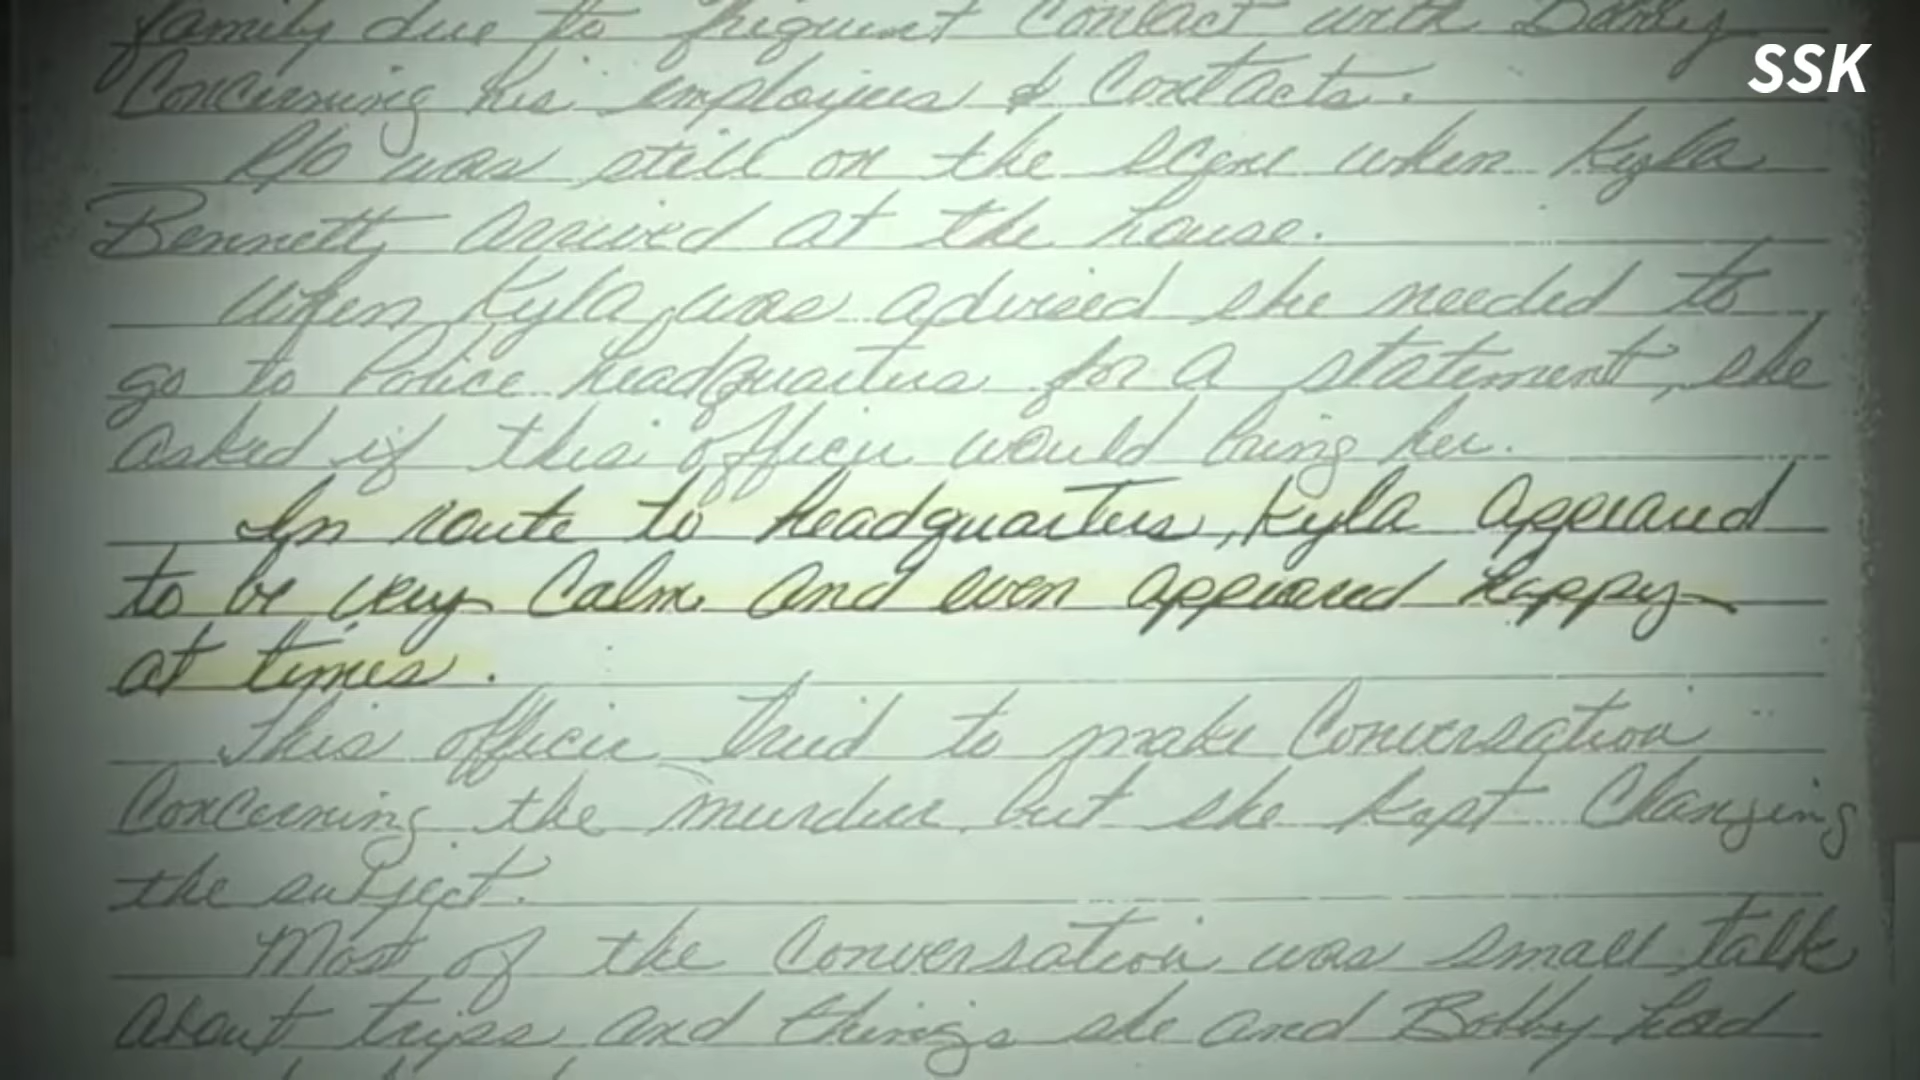 family due to frequent contact with Danny
SSK
Concerning his employees & Contacts.
R/O was still on the scene when Kyla
Bennett arrived at the house.
When Kyla was advised she needed to
go to Police headquarters for a statement, she
asked if this officer would bring her.
In route to headquarters, Kyla appeared
to be very Calm and even appeared happy
at times.
This officer tried to make Conversation
Concerning the murder but she kept Changing
the subject.
Most of the Conversation was small talk
about trips and things she and Bobby had